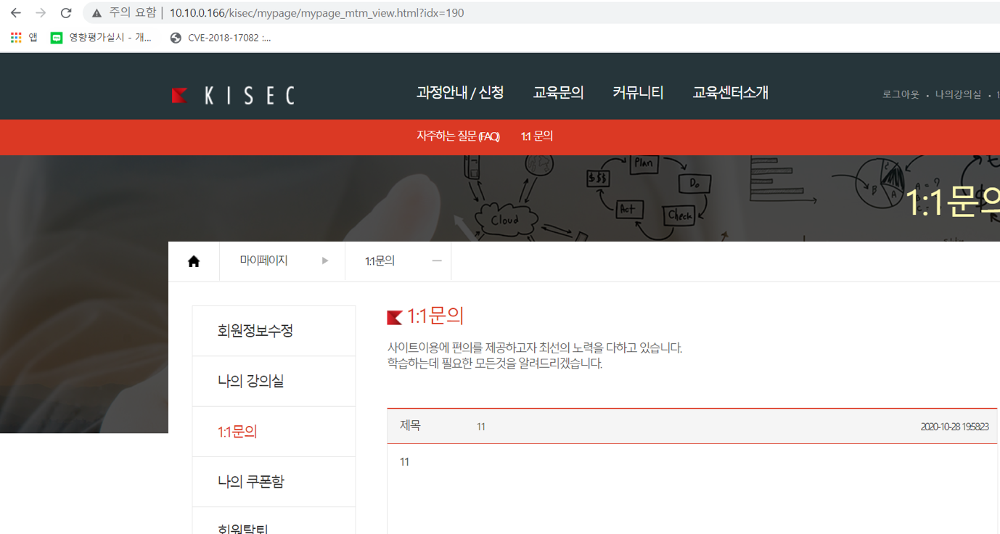 주의 요함 | 10.10.0.166/kisec/mypage/mypage_mtm_view.html?idx=190
앱 영향평가실시 - 개... CVE-2018-17082 :...
KISEC 과정안내 / 신청 교육문의 커뮤니티 교육센터소개 로그아웃 • 나의강의실 •
자주하는 질문 (FAQ) 1:1 문의
$$$ Plan Do Check Act
Cloud
B A
1:1문의
마이페이지 1:1문의
회원정보수정
나의 강의실
1:1문의
나의 쿠폰함
회원탈퇴
1:1문의
사이트이용에 편의를 제공하고자 최선의 노력을 다하고 있습니다.
학습하는데 필요한 모든것을 알려드리겠습니다.
제목 11 2020-10-28 19:58:23
11